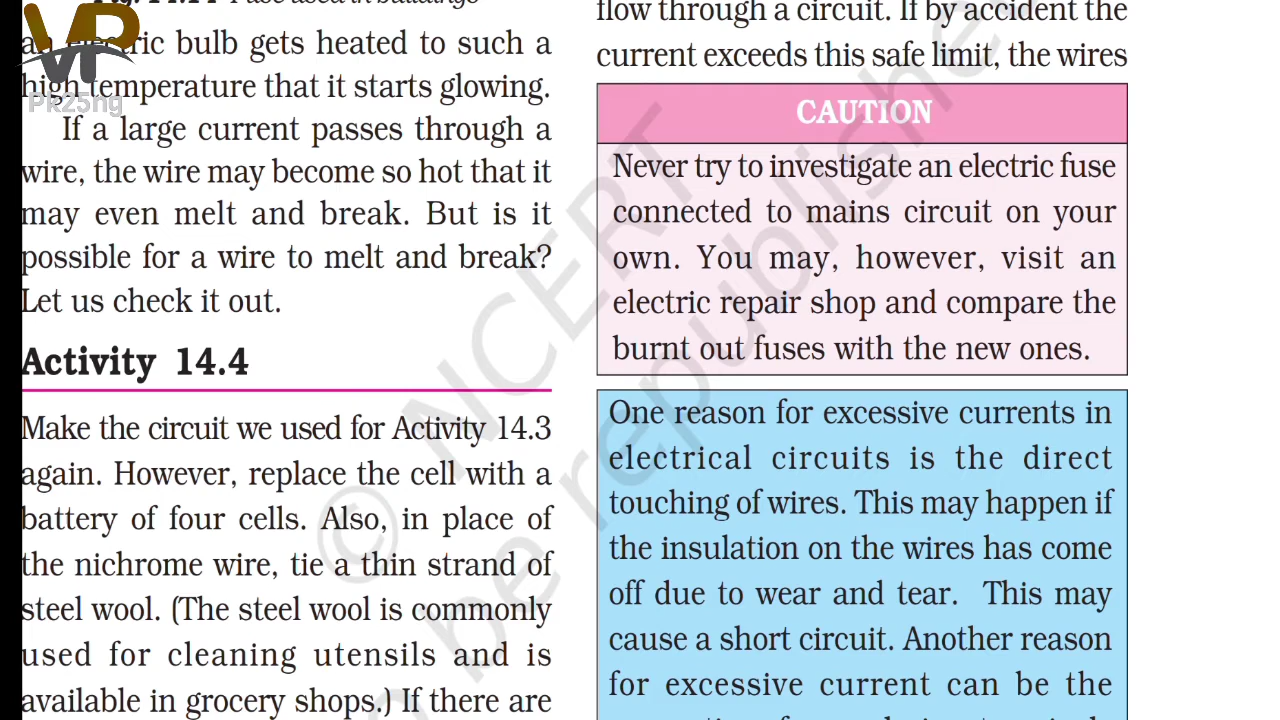 an electric bulb gets heated to such a
high temperature that it starts glowing.
If a large current passes through a
wire, the wire may become so hot that it
may even melt and break. But is it
possible for a wire to melt and break?
Let us check it out.
Activity 14.4
Make the circuit we used for Activity 14.3
again. However, replace the cell with a
battery of four cells. Also, in place of
the nichrome wire, tie a thin strand of
steel wool. (The steel wool is commonly
used for cleaning utensils and is
available in grocery shops.) If there are
flow through a circuit. If by accident the
current exceeds this safe limit, the wires
CAUTION
Never try to investigate an electric fuse
connected to mains circuit on your
own. You may, however, visit an
electric repair shop and compare the
burnt out fuses with the new ones.
One reason for excessive currents in
electrical circuits is the direct
touching of wires. This may happen if
the insulation on the wires has come
off due to wear and tear. This may
cause a short circuit. Another reason
for excessive current can be the
VP
Pk25ng
© NCERT
be republishe